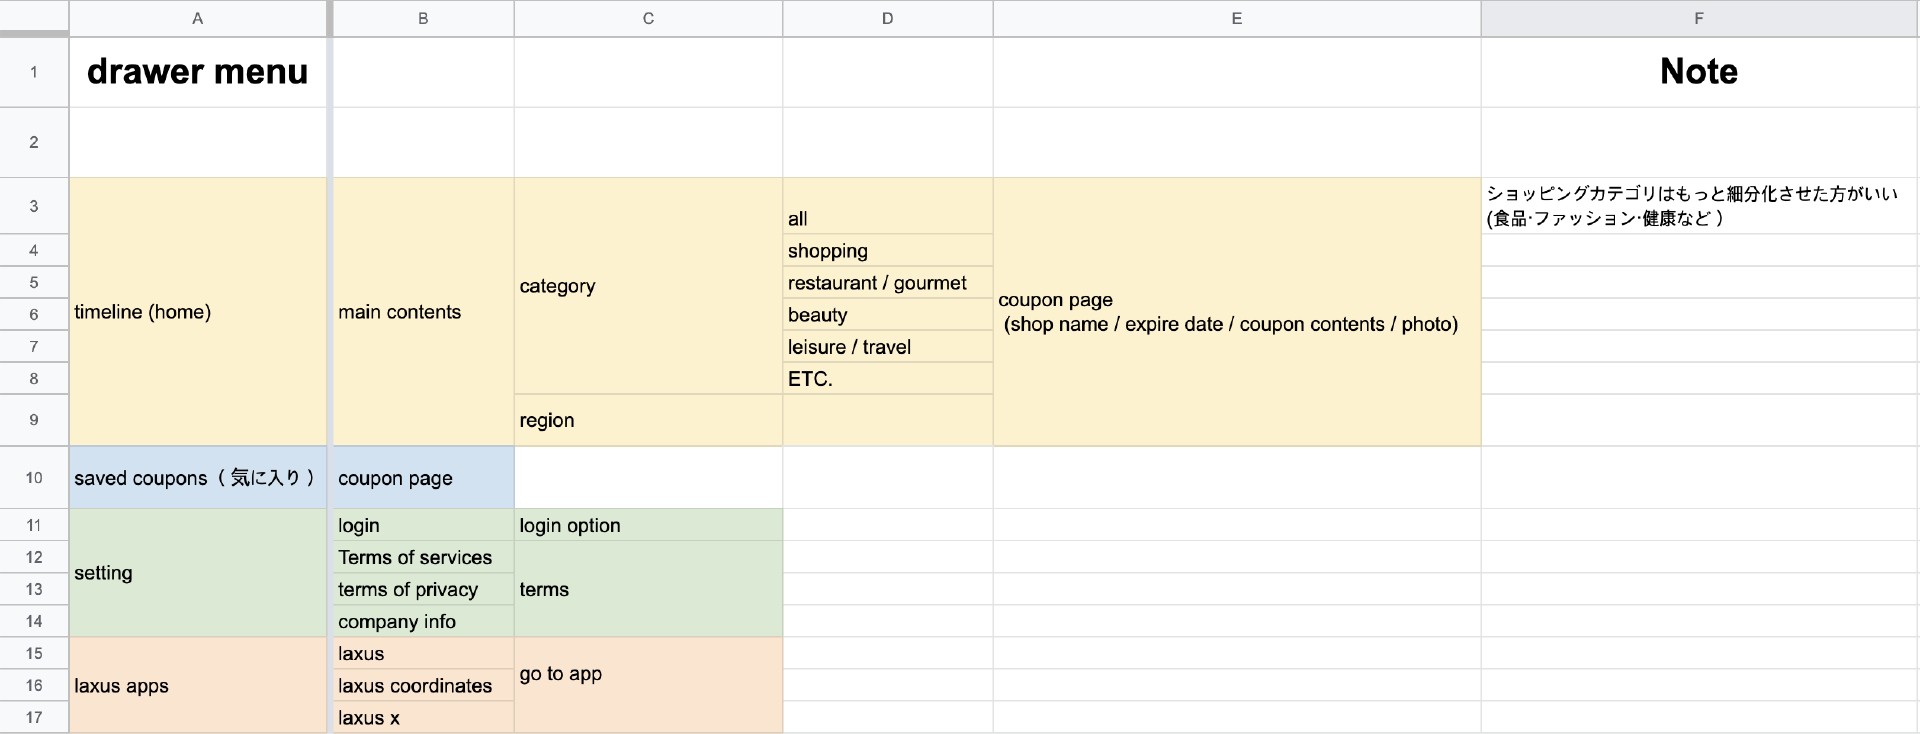 A B C D E F
1 drawer menu Note
2
3 all ショッピングカテゴリはもっと細分化させた方がいい
(食品·ファッション·健康など )
4 shopping
5 category restaurant / gourmet
6 timeline (home) main contents beauty coupon page
(shop name / expire date / coupon contents / photo)
7 leisure / travel
8 ETC.
9 region
10 saved coupons ( 気に入り ) coupon page
11 login login option
12 setting Terms of services
13 terms of privacy terms
14 company info
15 laxus go to app
16 laxus apps laxus coordinates
17 laxus x